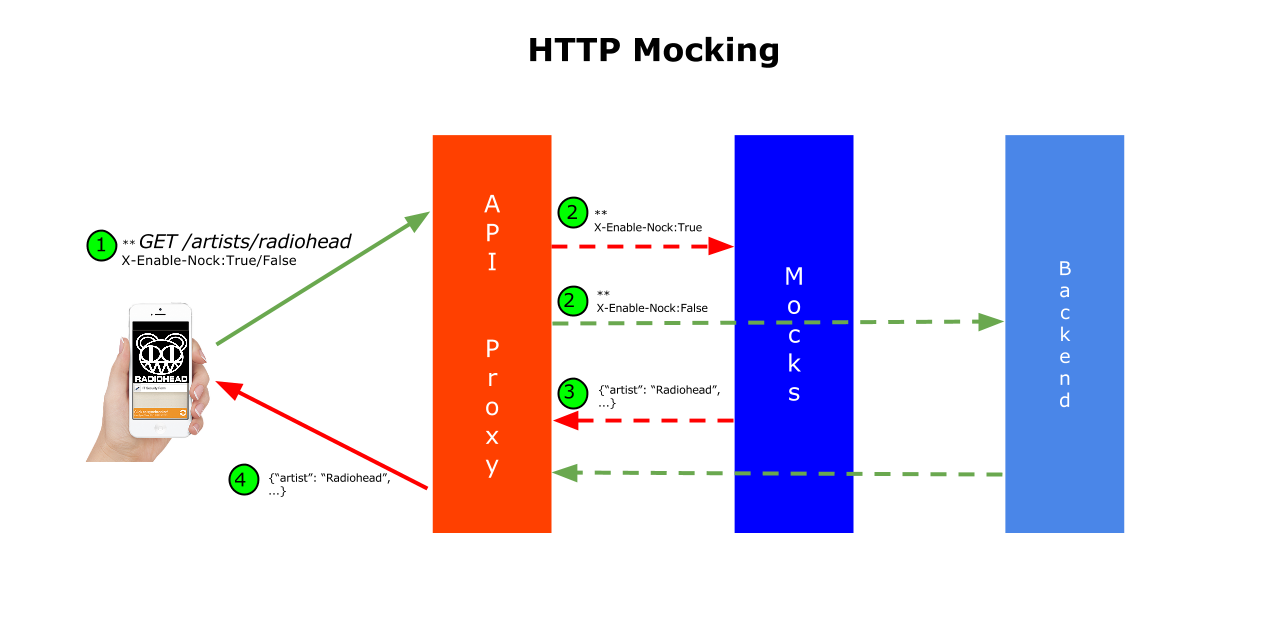 HTTP Mocking
1
** GET /artists/radiohead
X-Enable-Nock:True/False
RADIOHEAD
API Proxy
2
**
X-Enable-Nock:True
2
**
X-Enable-Nock:False
3
{“artist”: “Radiohead”,
...}
4
{“artist”: “Radiohead”,
...}
Mocks
Backend